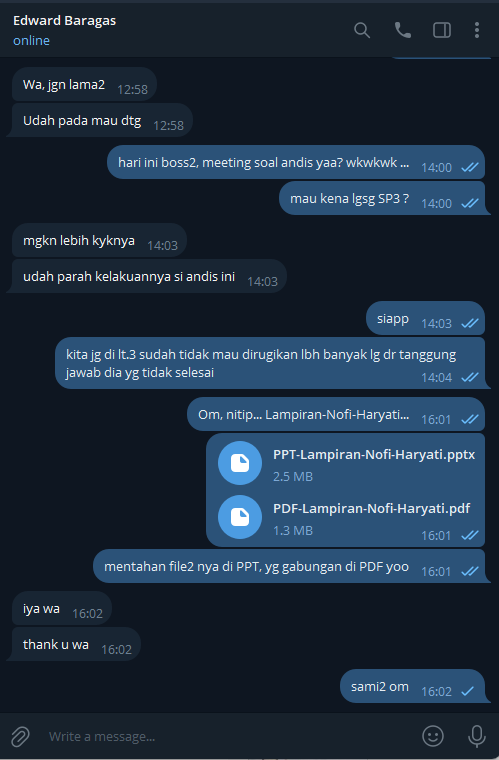 Edward Baragas
online
Wa, jgn lama2 12:58
Udah pada mau dtg 12:58
hari ini boss2, meeting soal andis yaa? wkwkwk ... 14:00
mau kena lgsg SP3 ? 14:00
mgkn lebih kyknya 14:03
udah parah kelakuannya si andis ini 14:03
siapp 14:03
kita jg di lt.3 sudah tidak mau dirugikan lbh banyak lg dr tanggung
jawab dia yg tidak selesai 14:04
Om, nitip... Lampiran-Nofi-Haryati... 16:01
PPT-Lampiran-Nofi-Haryati.pptx
2.5 MB
PDF-Lampiran-Nofi-Haryati.pdf
1.3 MB 16:01
mentahan file2 nya di PPT, yg gabungan di PDF yoo 16:01
iya wa 16:02
thank u wa 16:02
sami2 om 16:02
Write a message...